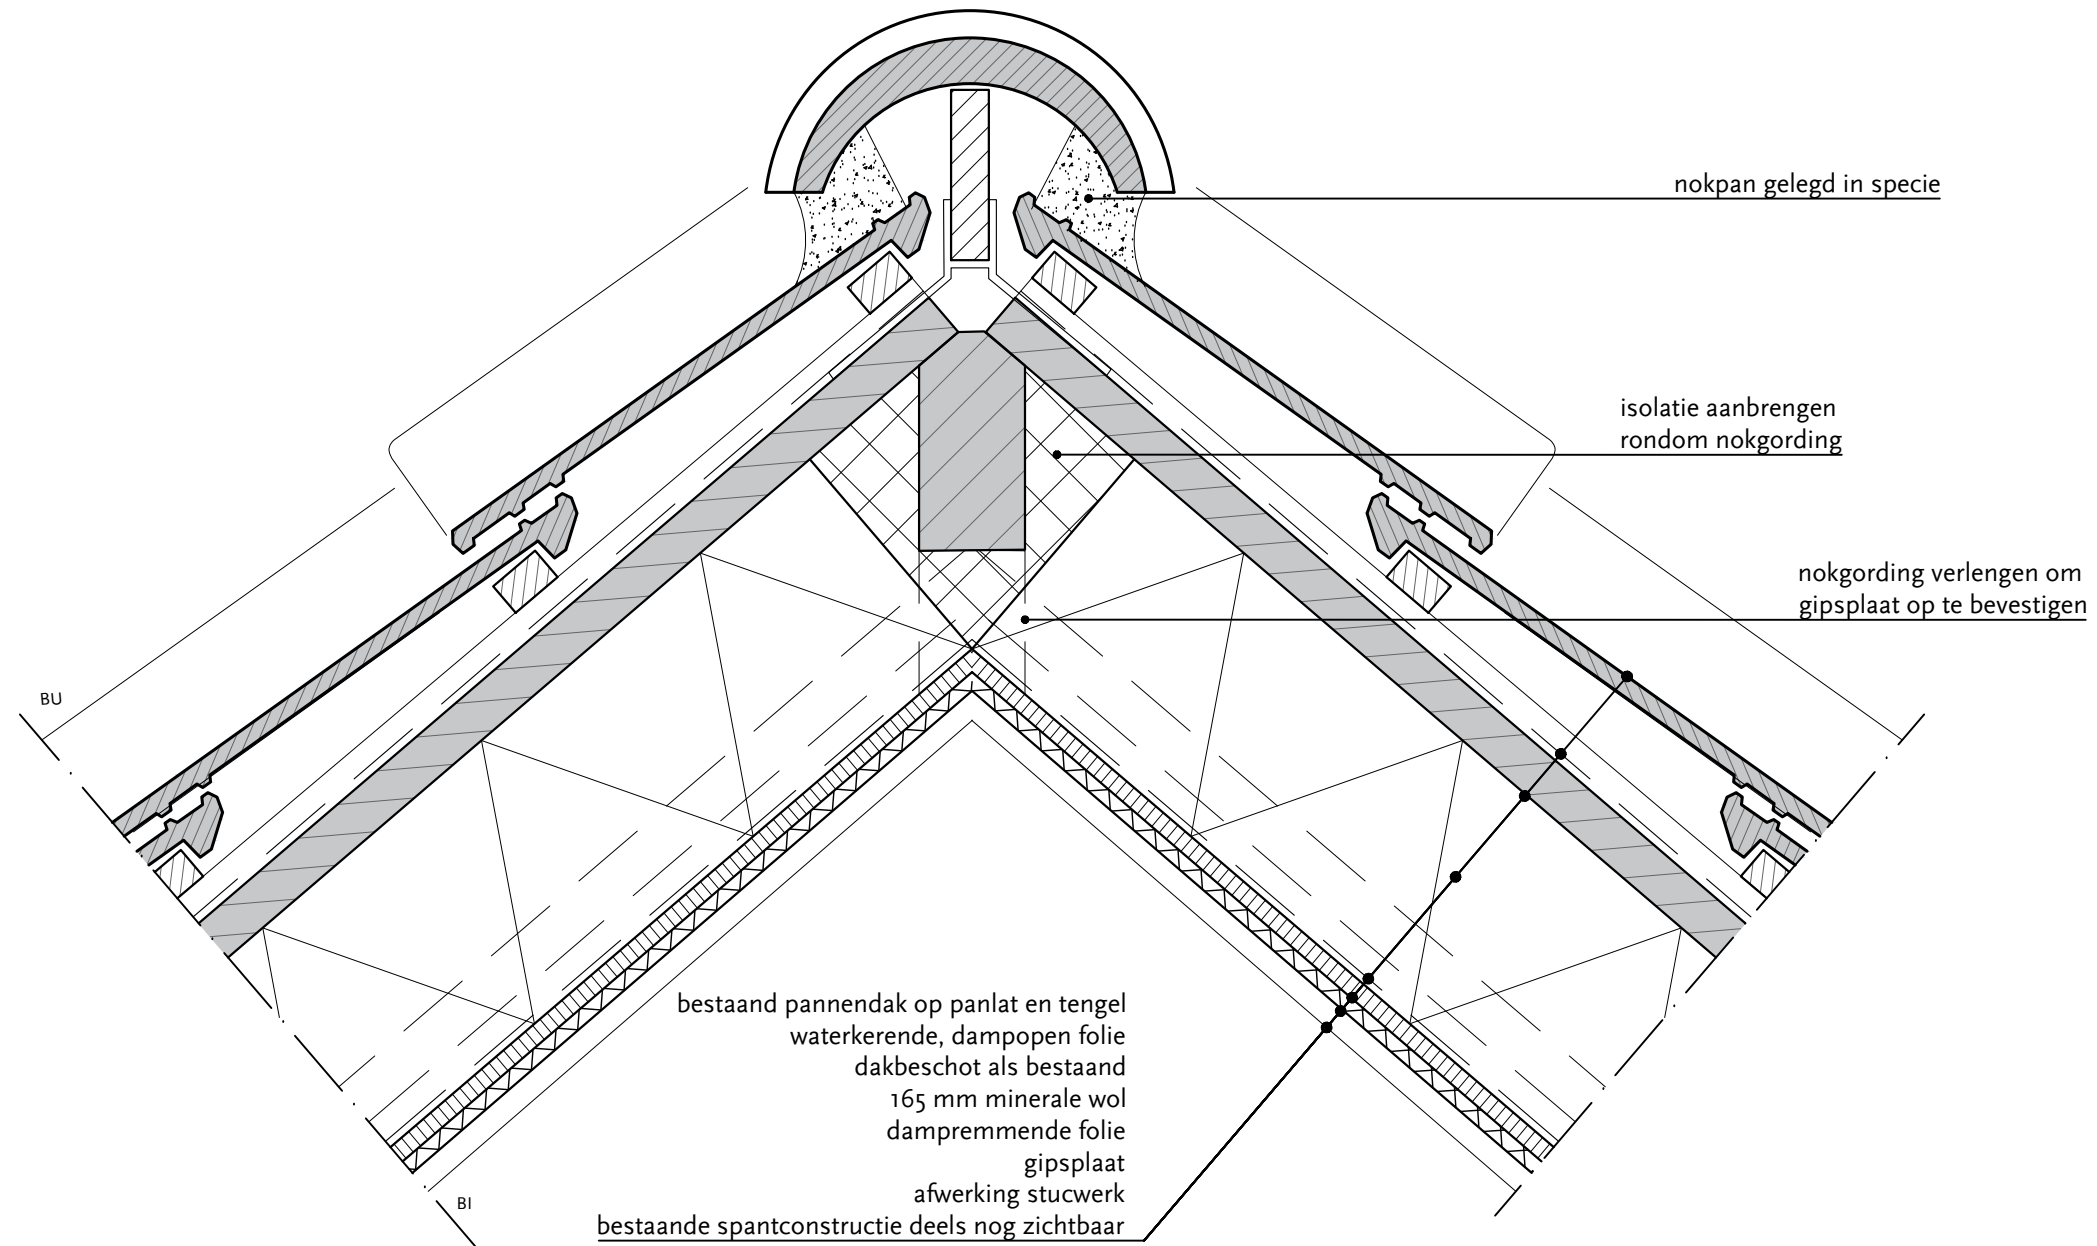 nokpan gelegd in specie
isolatie aanbrengen
rondom nokgording
nokgording verlengen om
gipsplaat op te bevestigen
BU
bestaand pannendak op panlat en tengel
waterkerende, dampopen folie
dakbeschot als bestaand
165 mm minerale wol
dampremmende folie
gipsplaat
afwerking stucwerk
bestaande spantconstructie deels nog zichtbaar
BI